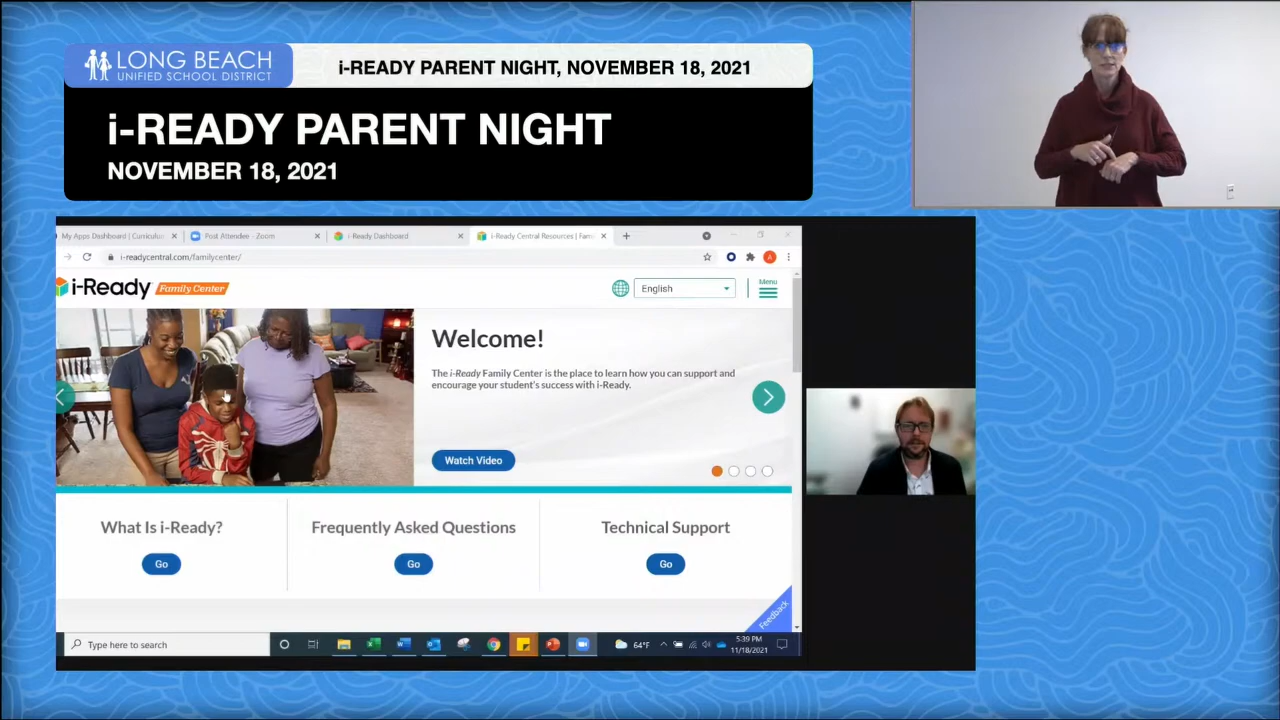 LONG BEACH
UNIFIED SCHOOL DISTRICT
i-READY PARENT NIGHT, NOVEMBER 18, 2021
i-READY PARENT NIGHT
NOVEMBER 18, 2021
My Apps Dashboard | Curriculu
Post Attendee - Zoom
i-Ready Dashboard
i-Ready Central Resources | Fam
i-readycentral.com/familycenter/
A
i-Ready Family Center
English
Menu
Welcome!
The i-Ready Family Center is the place to learn how you can support and
encourage your student's success with i-Ready.
Watch Video
What Is i-Ready?
Frequently Asked Questions
Technical Support
Go
Go
Go
Feedback
Type here to search
64°F
5:39 PM
11/18/2021